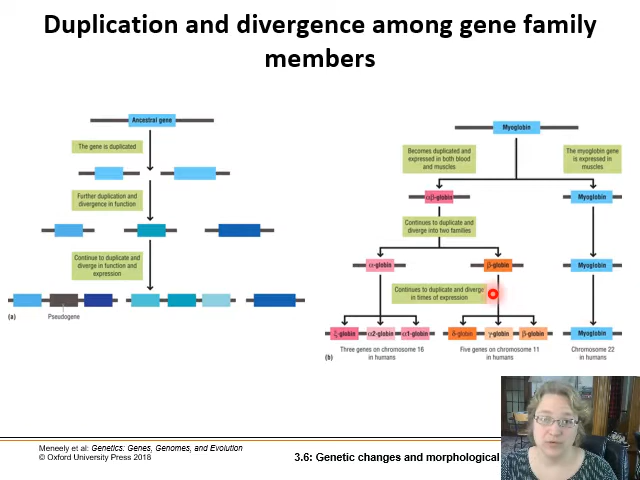 Duplication and divergence among gene family
members
Ancestral gene
The gene is duplicated
Further duplication and
divergence in function
Continue to duplicate and
diverge in function and
expression
(a)
Pseudogene
Myoglobin
Becomes duplicated and
expressed in both blood
and muscles
The myoglobin gene
is expressed in
muscles
αβ-globin
Myoglobin
Continues to duplicate and
diverge into two families
α-globin
β-globin
Myoglobin
Continues to duplicate and diverge
in times of expression
ξ-globin
α2-globin
α1-globin
δ-globin
γ-globin
β-globin
Myoglobin
(b)
Three genes on chromosome 16
in humans
Five genes on chromosome 11
in humans
Chromosome 22
in humans
Meneely et al: Genetics: Genes, Genomes, and Evolution
© Oxford University Press 2018
3.6: Genetic changes and morphological